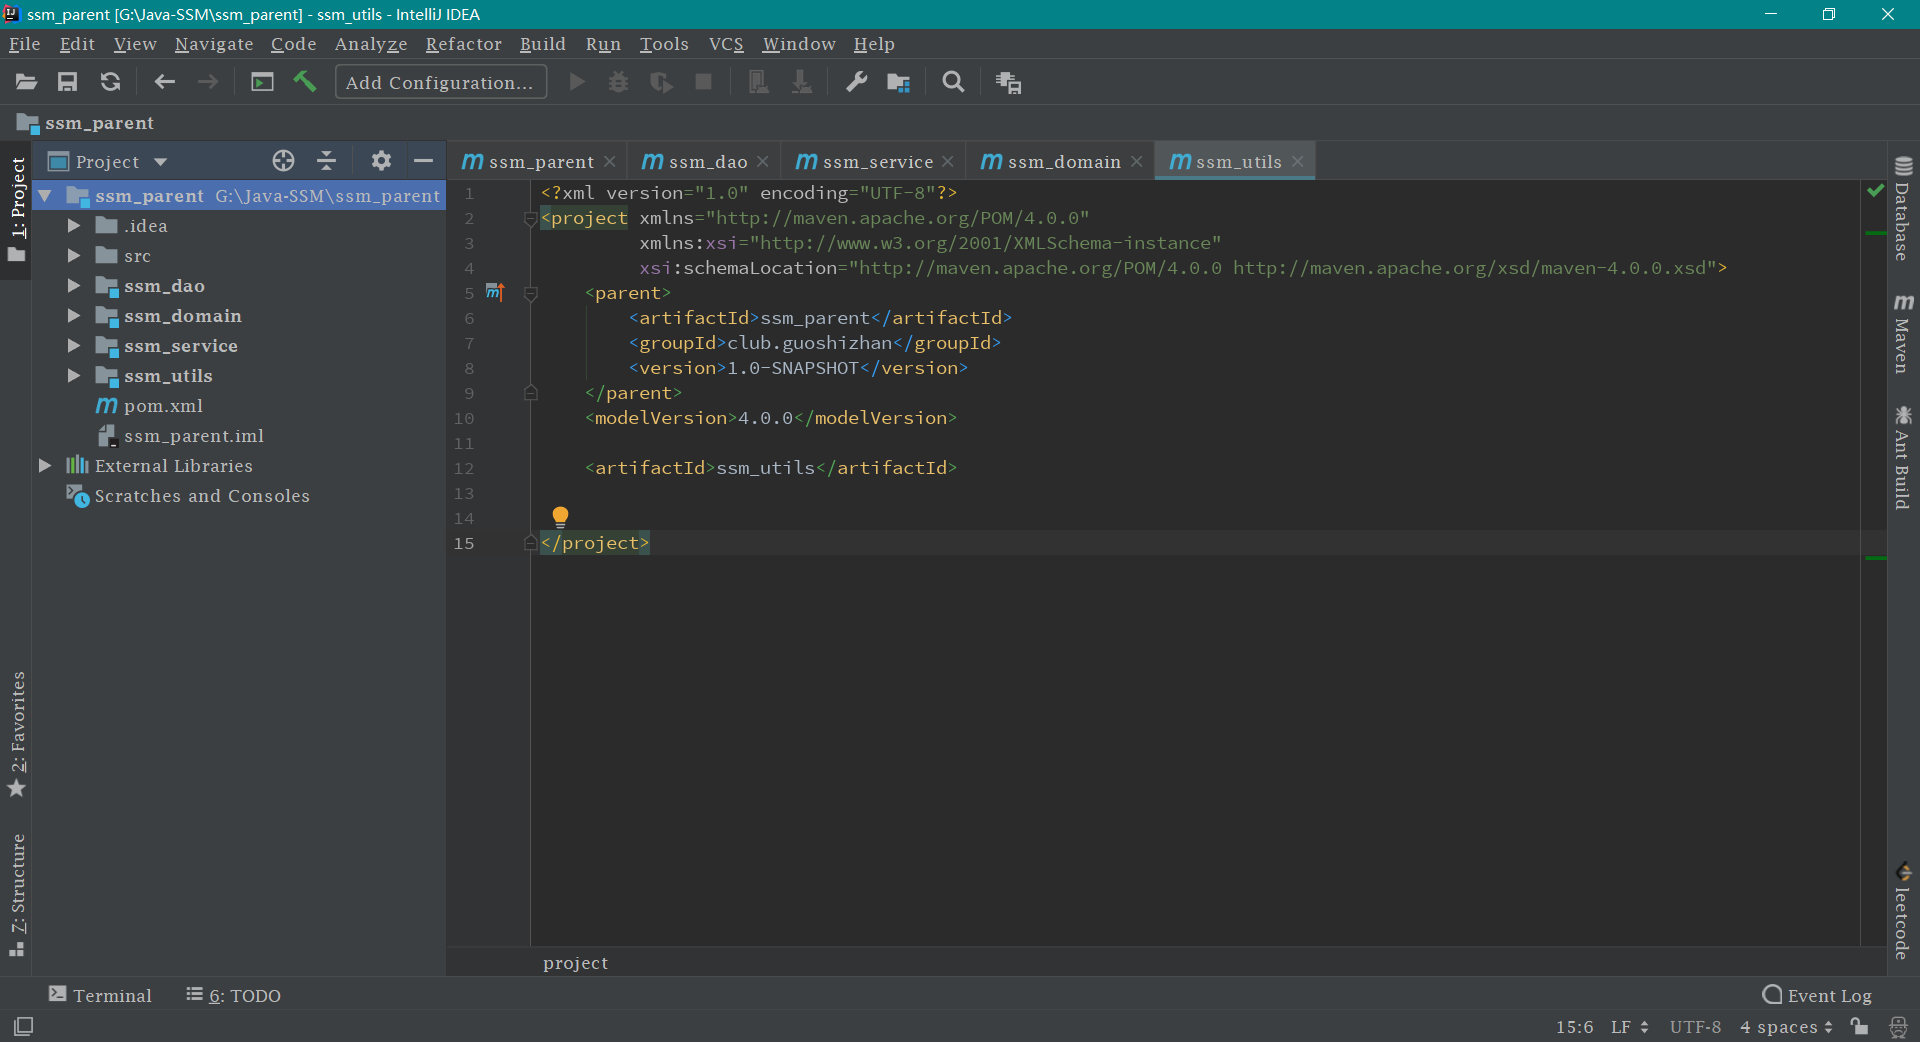 ssm_parent [G:\Java-SSM\ssm_parent] - ssm_utils - IntelliJ IDEA
File Edit View Navigate Code Analyze Refactor Build Run Tools VCS Window Help
Add Configuration...
ssm_parent
1: Project
2: Favorites
Z: Structure
Project
ssm_parent G:\Java-SSM\ssm_parent
.idea
src
ssm_dao
ssm_domain
ssm_service
ssm_utils
pom.xml
ssm_parent.iml
External Libraries
Scratches and Consoles
ssm_parent ssm_dao ssm_service ssm_domain ssm_utils
1 <?xml version="1.0" encoding="UTF-8"?>
2 <project xmlns="http://maven.apache.org/POM/4.0.0"
3 xmlns:xsi="http://www.w3.org/2001/XMLSchema-instance"
4 xsi:schemaLocation="http://maven.apache.org/POM/4.0.0 http://maven.apache.org/xsd/maven-4.0.0.xsd">
5 <parent>
6 <artifactId>ssm_parent</artifactId>
7 <groupId>club.guoshizhan</groupId>
8 <version>1.0-SNAPSHOT</version>
9 </parent>
10 <modelVersion>4.0.0</modelVersion>
11
12 <artifactId>ssm_utils</artifactId>
13
14
15 </project>
project
Database
Maven
Ant Build
leetcode
Terminal 6: TODO Event Log
15:6 LF UTF-8 4 spaces